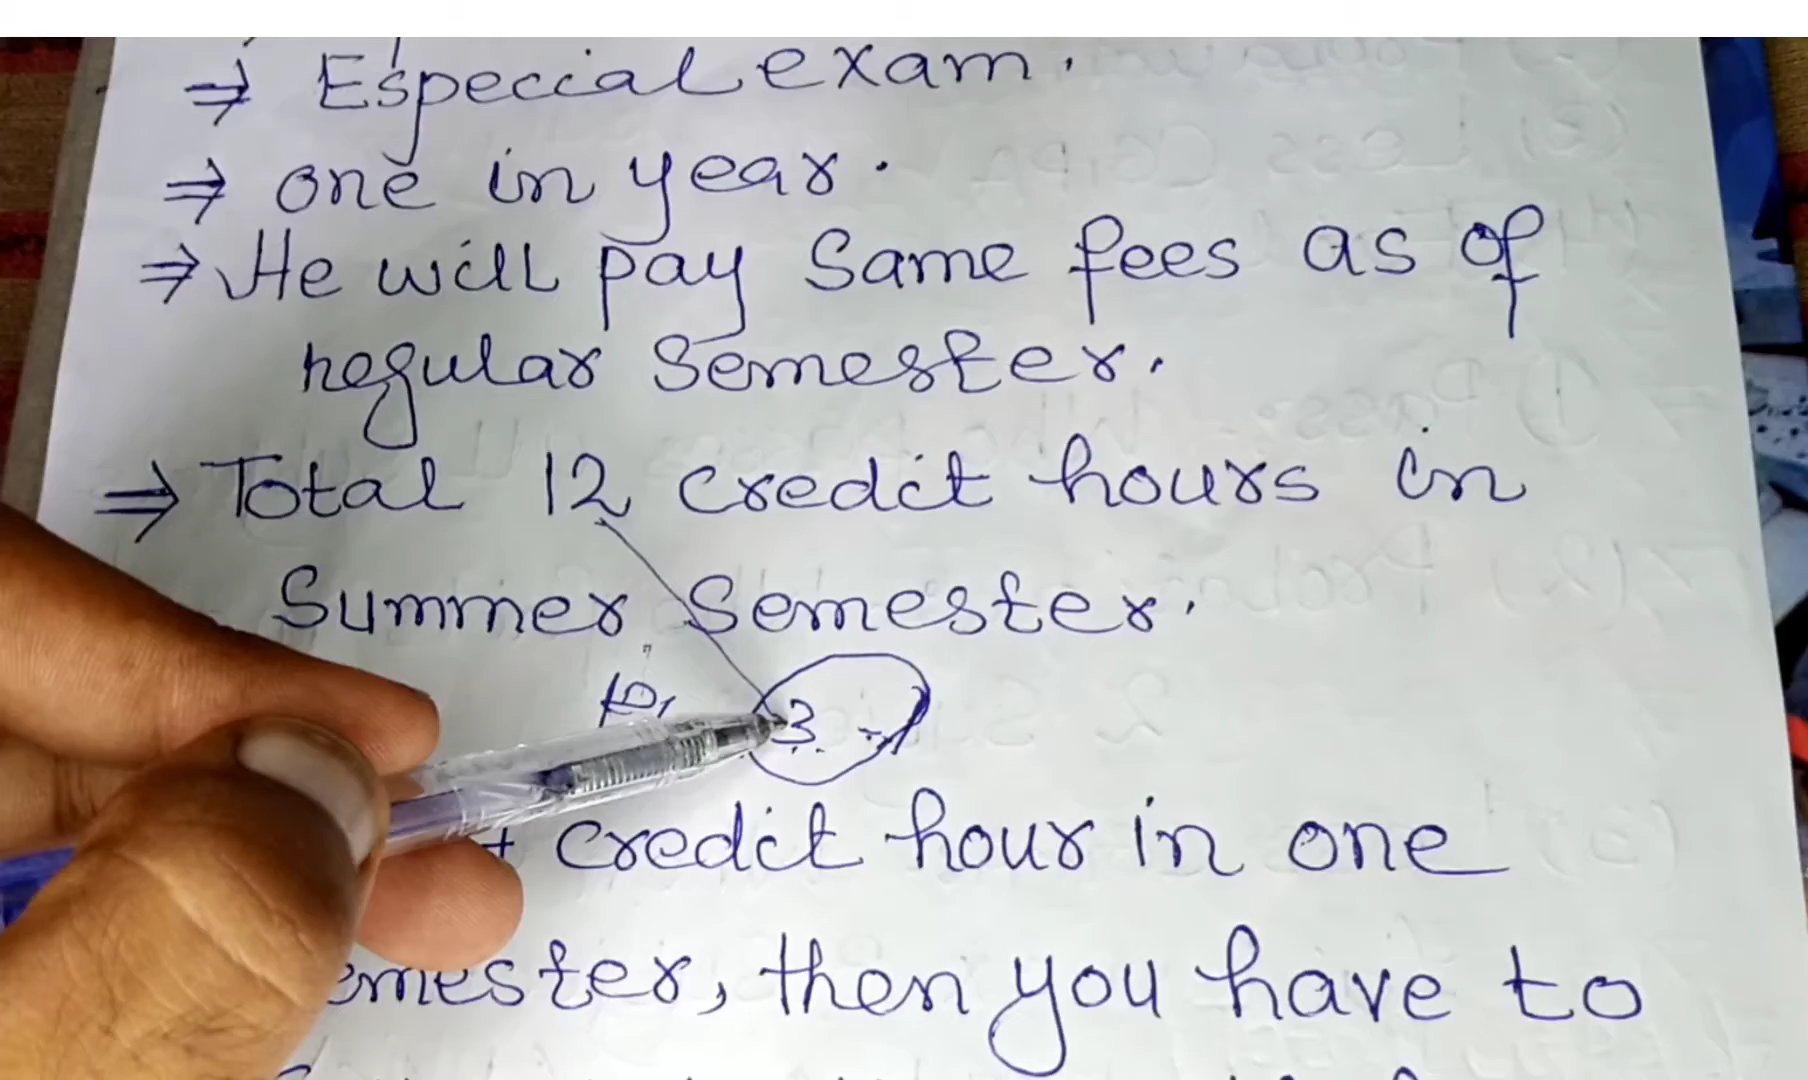 ⇒ Especial exam.
⇒ one in year.
⇒ He will pay Same fees as of
regular Semester.
⇒ Total 12 credit hours in
Summer Semester.
3
credit hour in one
emester, then you have to